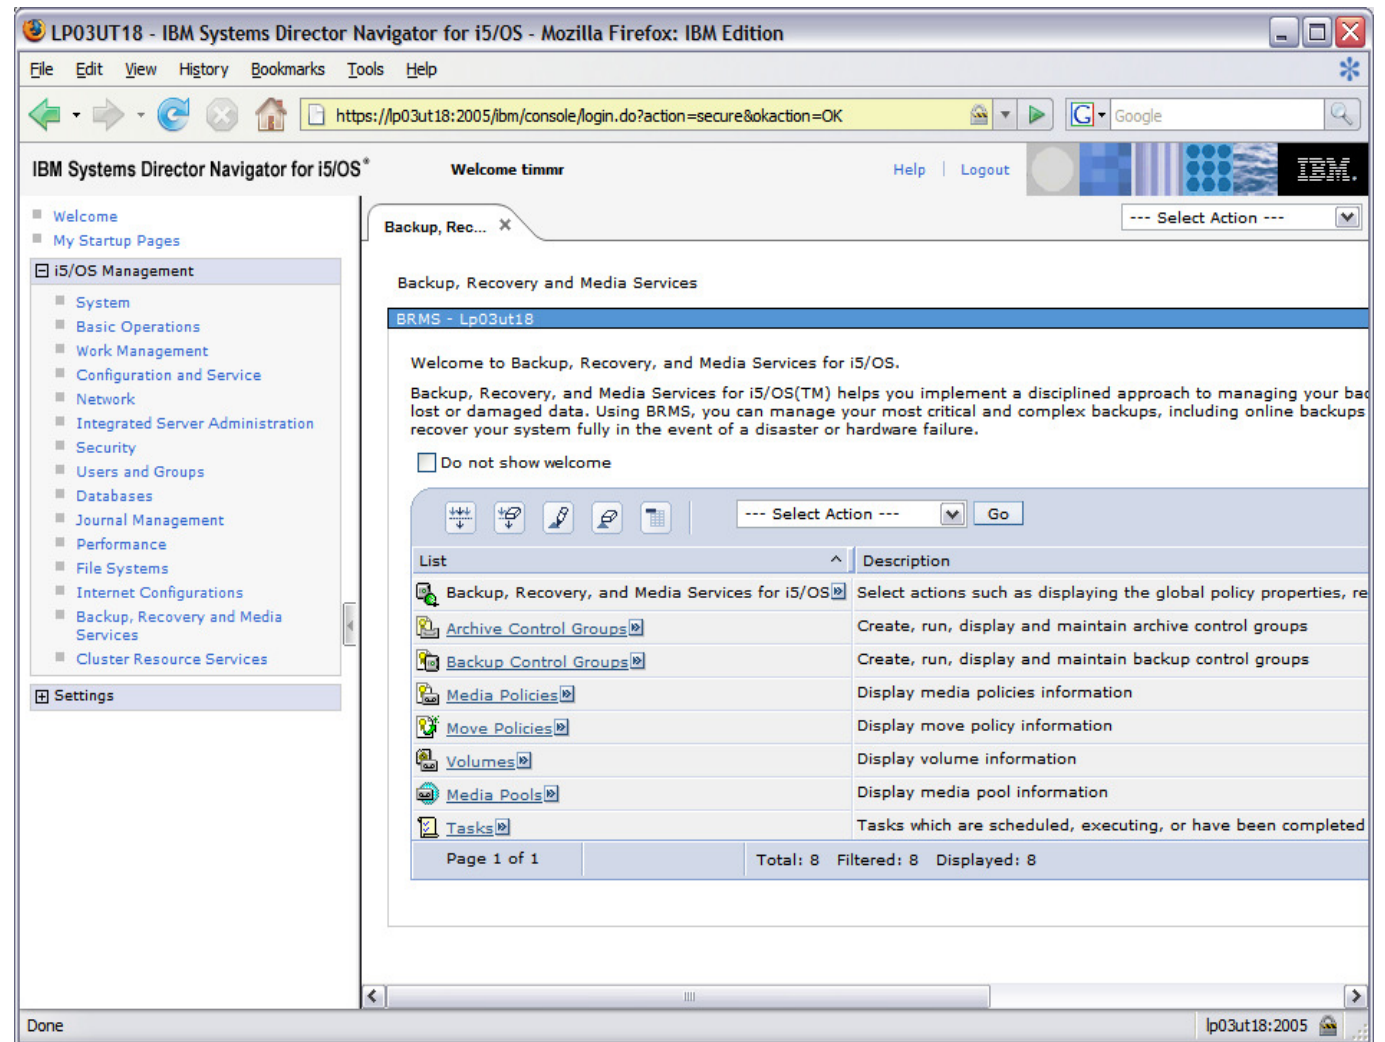 LP03UT18 - IBM Systems Director Navigator for i5/OS - Mozilla Firefox: IBM Edition
File Edit View History Bookmarks Tools Help
https://lp03ut18:2005/ibm/console/login.do?action=secure&okaction=OK
G Google
IBM Systems Director Navigator for i5/OS®
Welcome timmr
Help | Logout
IBM.
Welcome
My Startup Pages
i5/OS Management
System
Basic Operations
Work Management
Configuration and Service
Network
Integrated Server Administration
Security
Users and Groups
Databases
Journal Management
Performance
File Systems
Internet Configurations
Backup, Recovery and Media
Services
Cluster Resource Services
Settings
Backup, Rec...
--- Select Action ---
Backup, Recovery and Media Services
BRMS - Lp03ut18
Welcome to Backup, Recovery, and Media Services for i5/OS.
Backup, Recovery, and Media Services for i5/OS(TM) helps you implement a disciplined approach to managing your bac
lost or damaged data. Using BRMS, you can manage your most critical and complex backups, including online backups
recover your system fully in the event of a disaster or hardware failure.
Do not show welcome
--- Select Action --- Go
List Description
Backup, Recovery, and Media Services for i5/OS Select actions such as displaying the global policy properties, re
Archive Control Groups Create, run, display and maintain archive control groups
Backup Control Groups Create, run, display and maintain backup control groups
Media Policies Display media policies information
Move Policies Display move policy information
Volumes Display volume information
Media Pools Display media pool information
Tasks Tasks which are scheduled, executing, or have been completed
Page 1 of 1 Total: 8 Filtered: 8 Displayed: 8
Done lp03ut18:2005